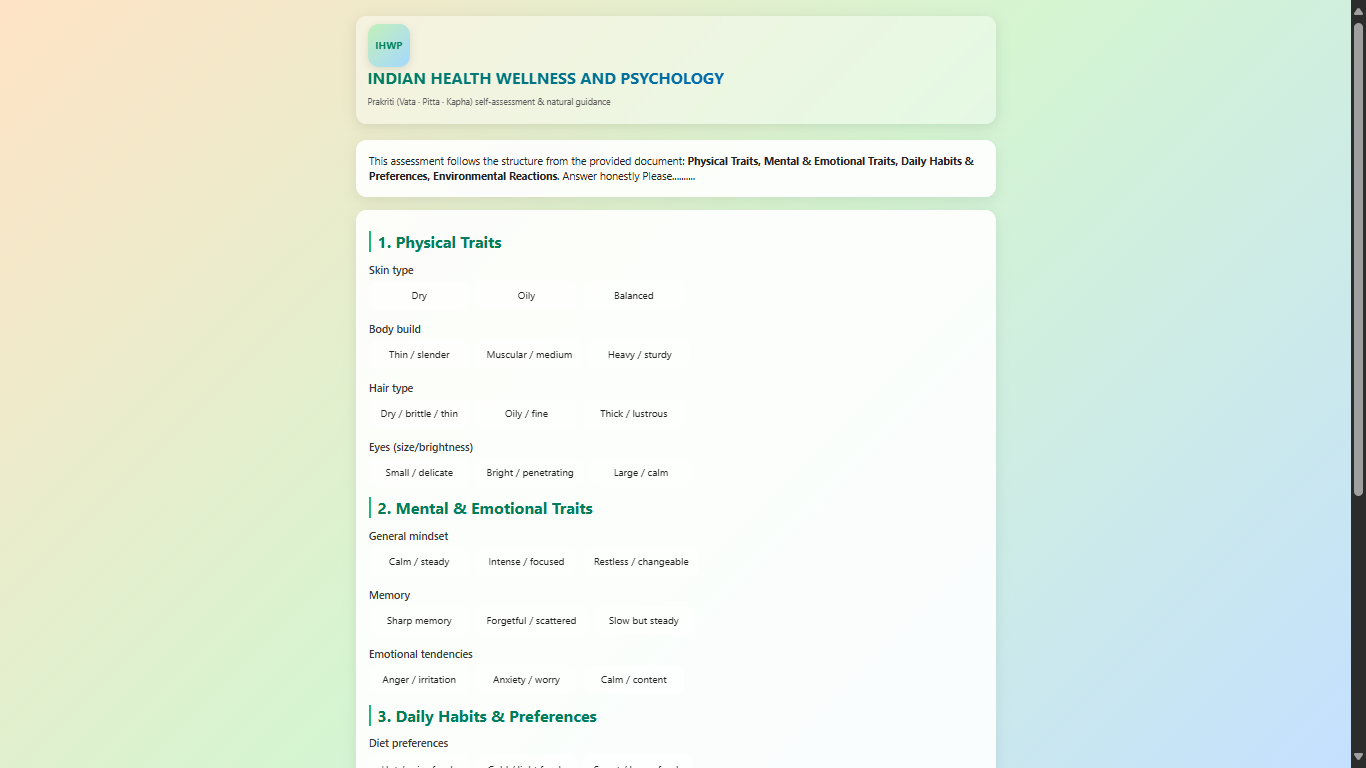 IHWP
INDIAN HEALTH WELLNESS AND PSYCHOLOGY
Prakriti (Vata · Pitta · Kapha) self-assessment & natural guidance
This assessment follows the structure from the provided document: Physical Traits, Mental & Emotional Traits, Daily Habits &
Preferences, Environmental Reactions. Answer honestly Please.........
1. Physical Traits
Skin type
Dry Oily Balanced
Body build
Thin / slender Muscular / medium Heavy / sturdy
Hair type
Dry / brittle / thin Oily / fine Thick / lustrous
Eyes (size/brightness)
Small / delicate Bright / penetrating Large / calm
2. Mental & Emotional Traits
General mindset
Calm / steady Intense / focused Restless / changeable
Memory
Sharp memory Forgetful / scattered Slow but steady
Emotional tendencies
Anger / irritation Anxiety / worry Calm / content
3. Daily Habits & Preferences
Diet preferences